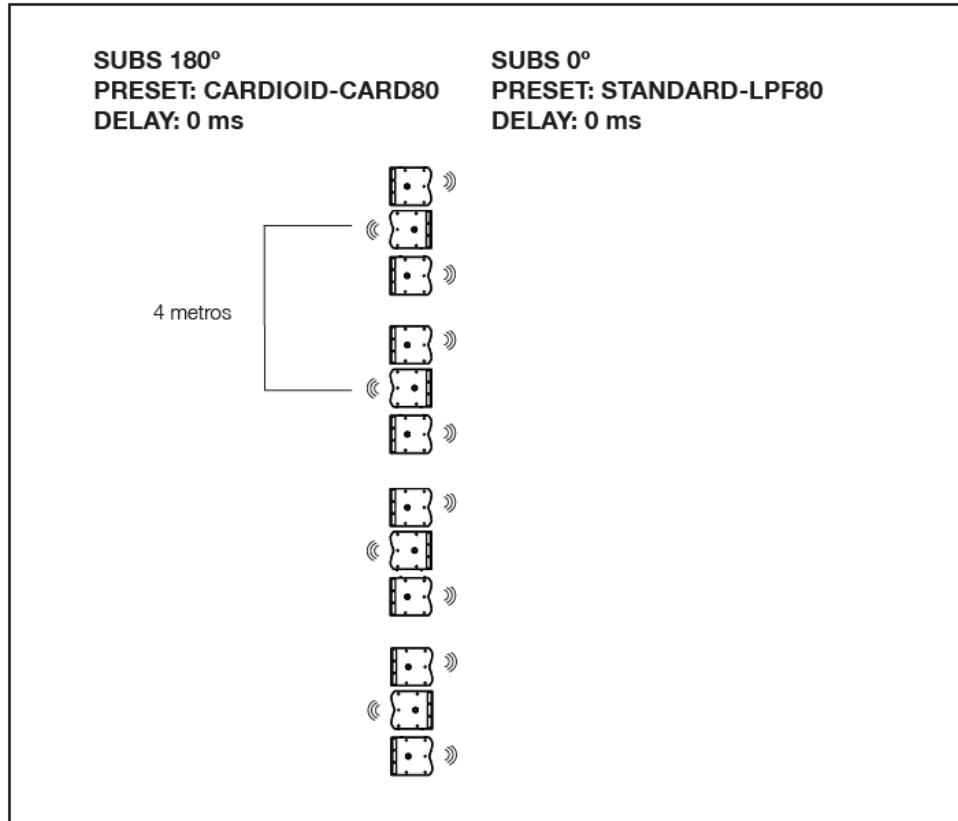 SUBS 180º
PRESET: CARDIOID-CARD80
DELAY: 0 ms
SUBS 0º
PRESET: STANDARD-LPF80
DELAY: 0 ms
4 metros